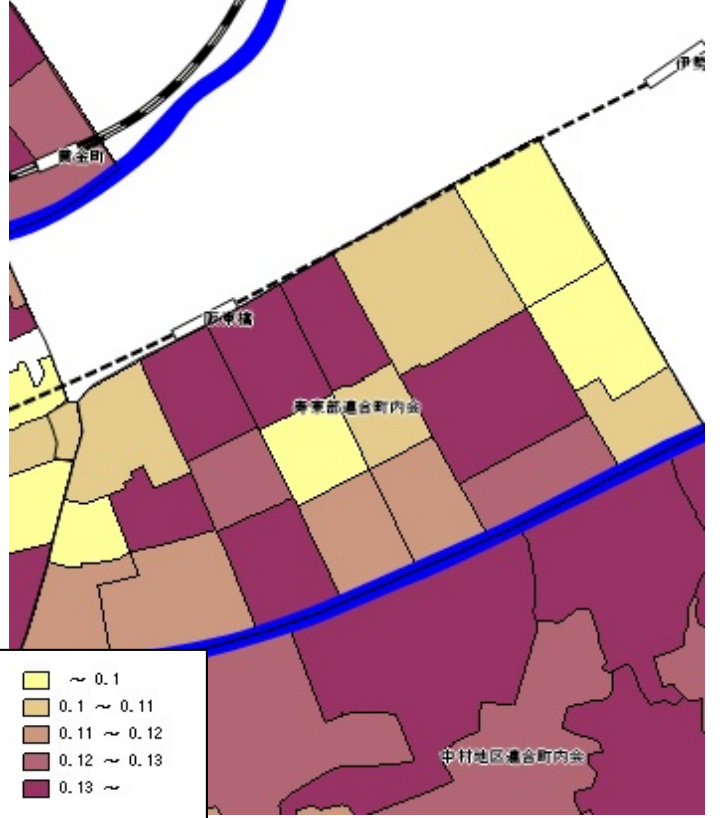 伊勢
黄金町
阪東橋
寿東部連合町内会
中村地区連合町内会
～ 0.1
0.1 ～ 0.11
0.11 ～ 0.12
0.12 ～ 0.13
0.13 ～